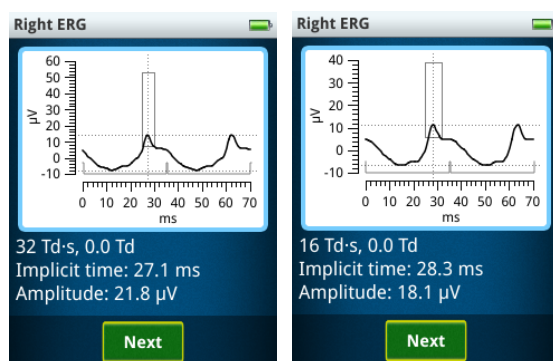 Right ERG
60
50
40
30
20
10
0
-10
µV
0 10 20 30 40 50 60 70
ms
32 Td·s, 0.0 Td
Implicit time: 27.1 ms
Amplitude: 21.8 µV
Next
Right ERG
40
30
20
10
0
-10
µV
0 10 20 30 40 50 60 70
ms
16 Td·s, 0.0 Td
Implicit time: 28.3 ms
Amplitude: 18.1 µV
Next